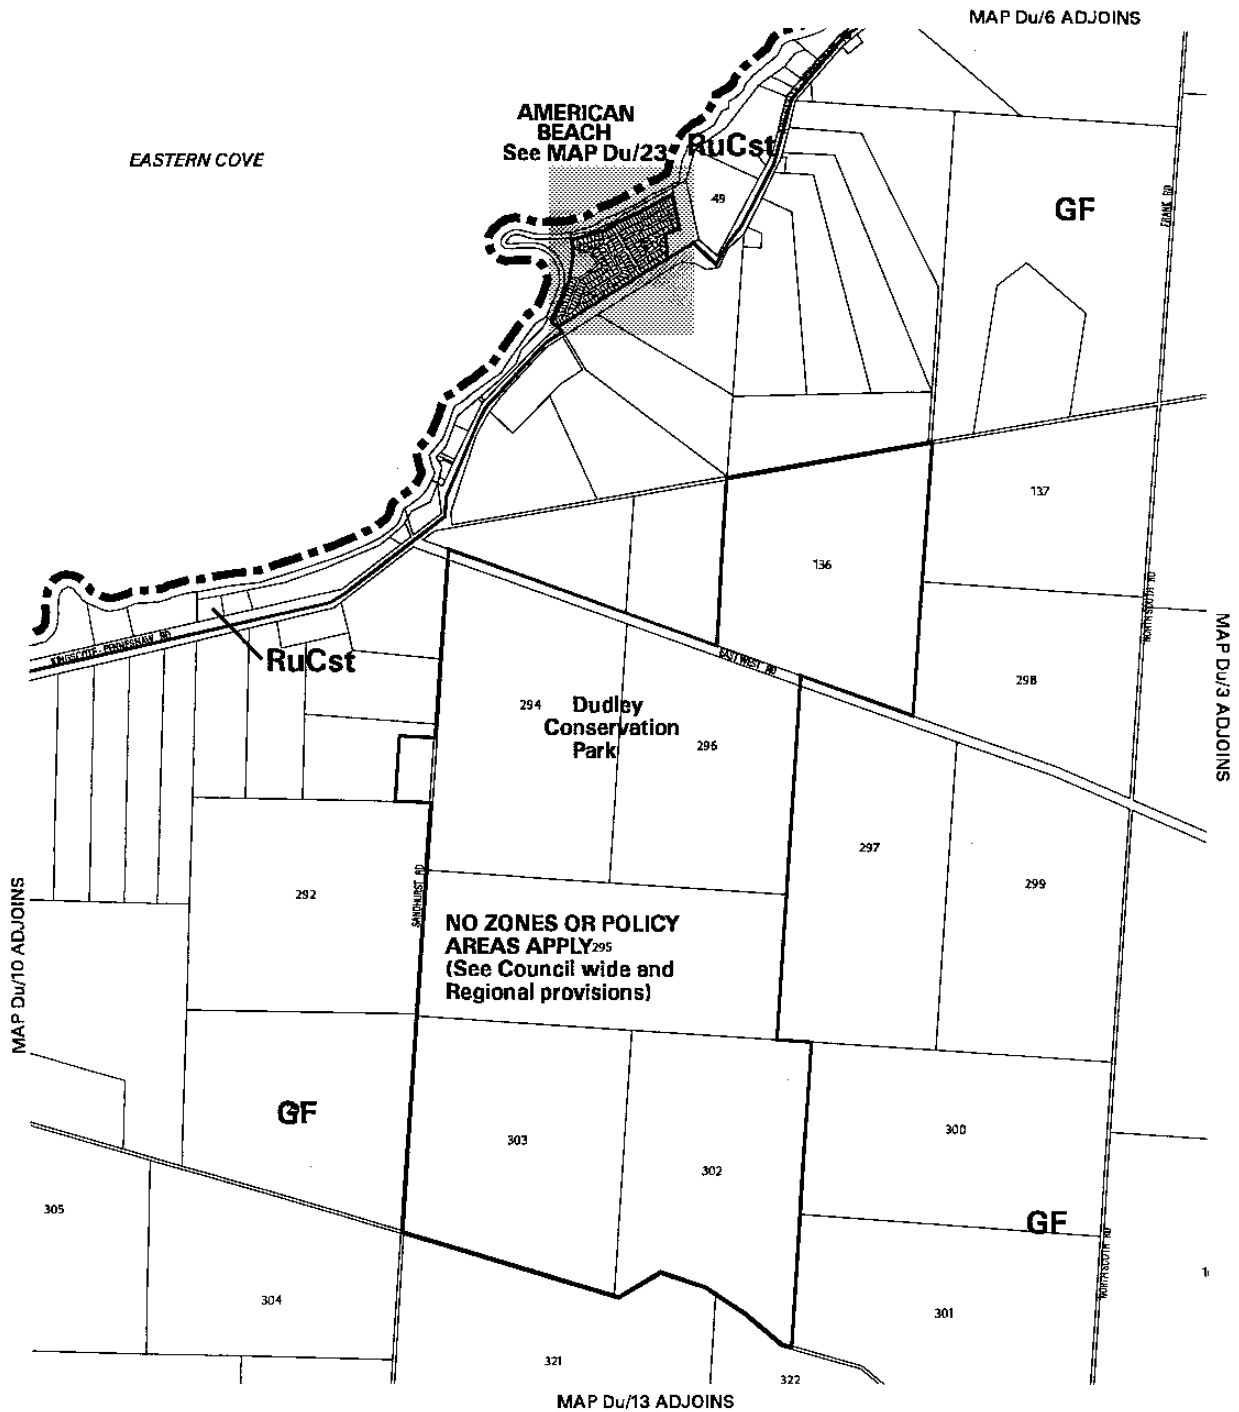 MAP Du/6 ADJOINS
AMERICAN
BEACH
See MAP Du/23
EASTERN COVE
RuCst
49
GF
FRANK RD
137
136
NORTH SOUTH RD
KINGSCOTE PENNESHAW RD
RuCst
EAST WEST RD
298
MAP Du/3 ADJOINS
294
Dudley
Conservation
Park
296
297
299
292
SANDHURST RD
MAP Du/10 ADJOINS
NO ZONES OR POLICY
AREAS APPLY
295
(See Council wide and
Regional provisions)
GF
303
302
300
305
GF
NORTH SOUTH RD
304
301
321
322
MAP Du/13 ADJOINS